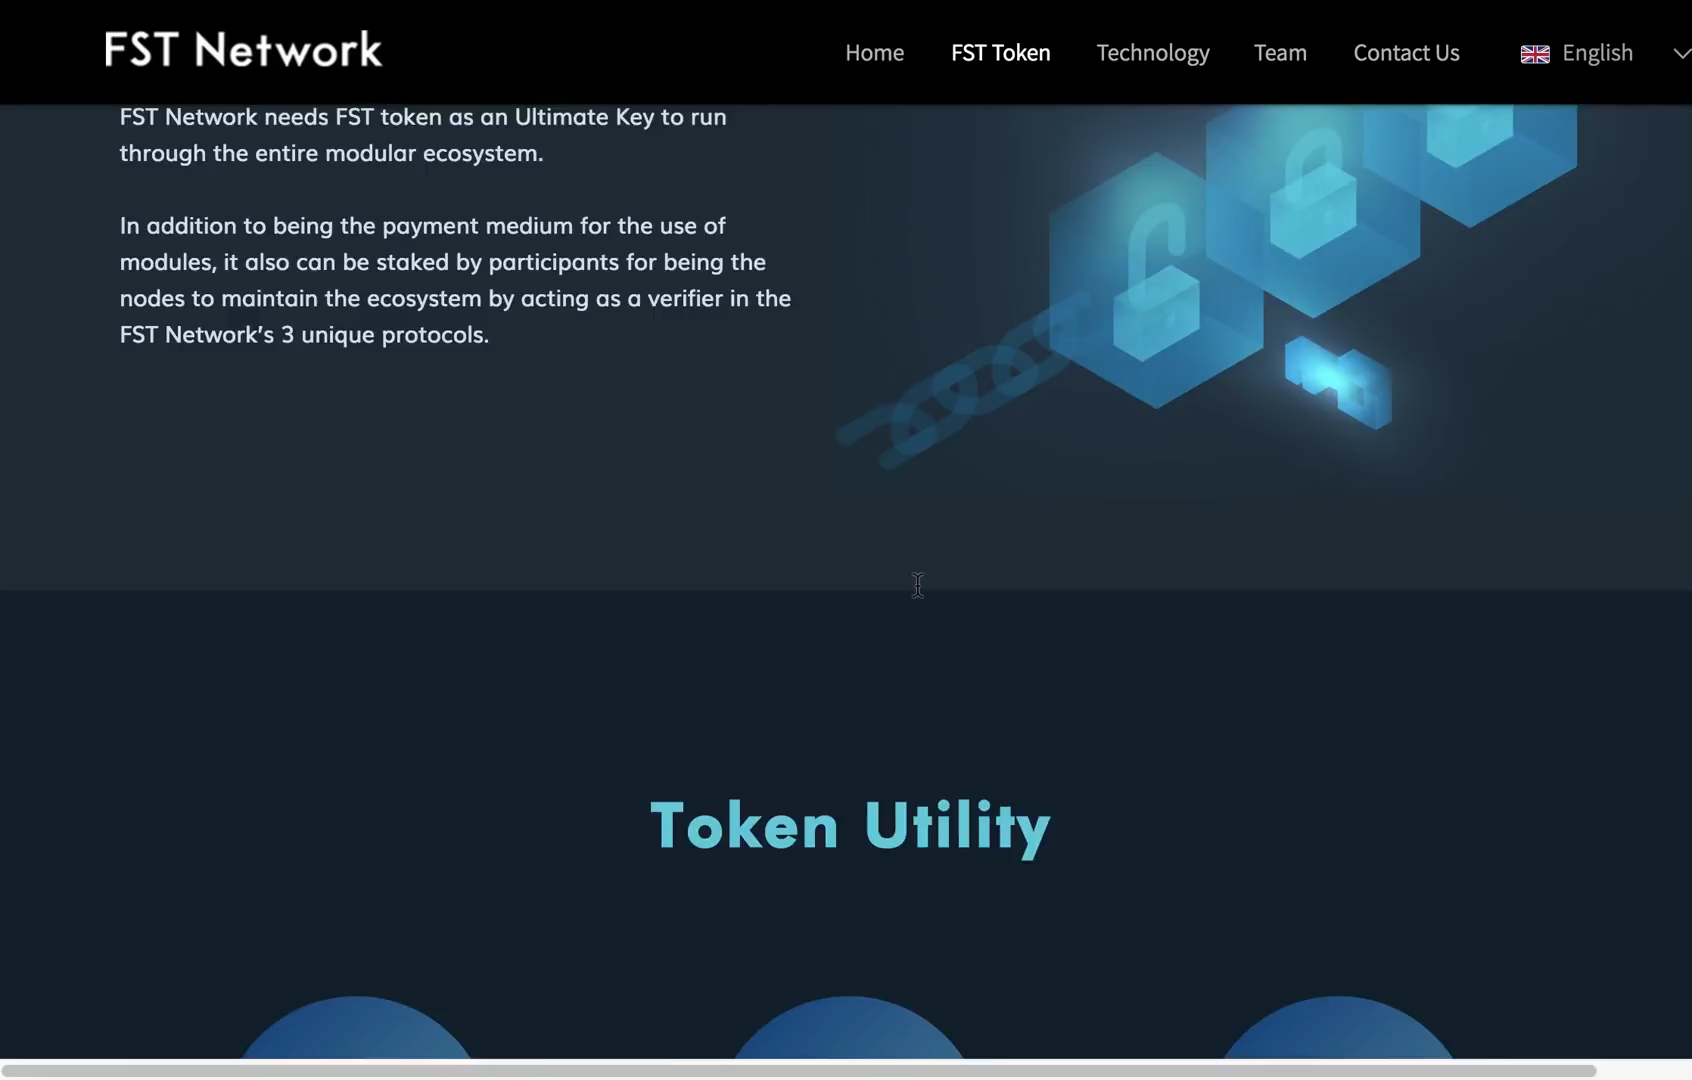 FST Network
Home
FST Token
Technology
Team
Contact Us
English
FST Network needs FST token as an Ultimate Key to run
through the entire modular ecosystem.
In addition to being the payment medium for the use of
modules, it also can be staked by participants for being the
nodes to maintain the ecosystem by acting as a verifier in the
FST Network’s 3 unique protocols.
Token Utility